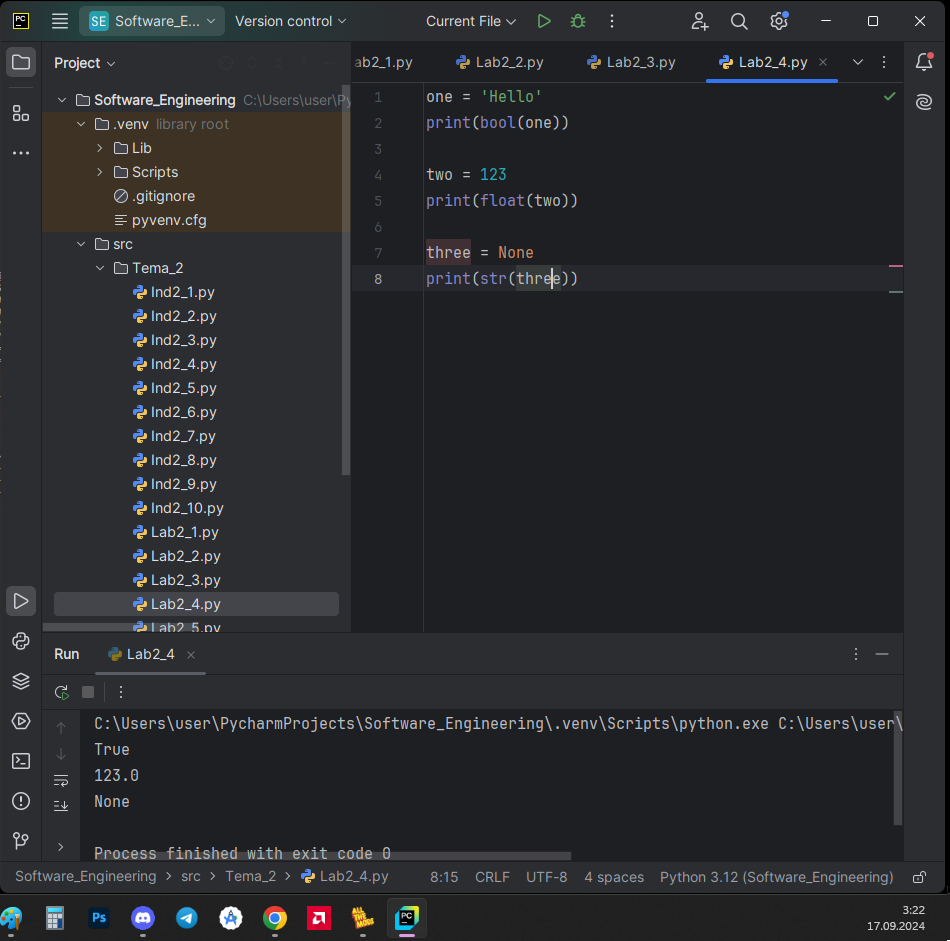 PC
SE Software_E... Version control Current File
Project
ab2_1.py Lab2_2.py Lab2_3.py Lab2_4.py
Software_Engineering C:\Users\user\Py
.venv library root
Lib
Scripts
.gitignore
pyvenv.cfg
src
Tema_2
Ind2_1.py
Ind2_2.py
Ind2_3.py
Ind2_4.py
Ind2_5.py
Ind2_6.py
Ind2_7.py
Ind2_8.py
Ind2_9.py
Ind2_10.py
Lab2_1.py
Lab2_2.py
Lab2_3.py
Lab2_4.py
Lab2_5.py
1 one = 'Hello'
2 print(bool(one))
3
4 two = 123
5 print(float(two))
6
7 three = None
8 print(str(three))
Run Lab2_4
C:\Users\user\PycharmProjects\Software_Engineering\.venv\Scripts\python.exe C:\Users\user\
True
123.0
None
Process finished with exit code 0
Software_Engineering > src > Tema_2 > Lab2_4.py 8:15 CRLF UTF-8 4 spaces Python 3.12 (Software_Engineering)
Ps
ALL THE MODS
PC
3:22
17.09.2024